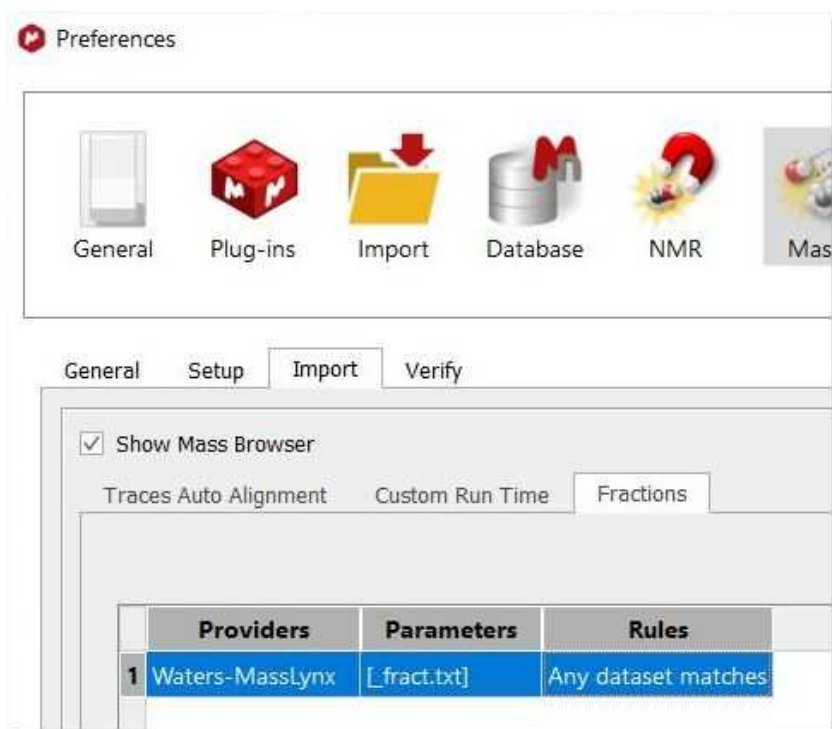 Preferences
General Plug-ins Import Database NMR Mas
General Setup Import Verify
Show Mass Browser
Traces Auto Alignment Custom Run Time Fractions
Providers Parameters Rules
1 Waters-MassLynx [_fract.txt] Any dataset matches